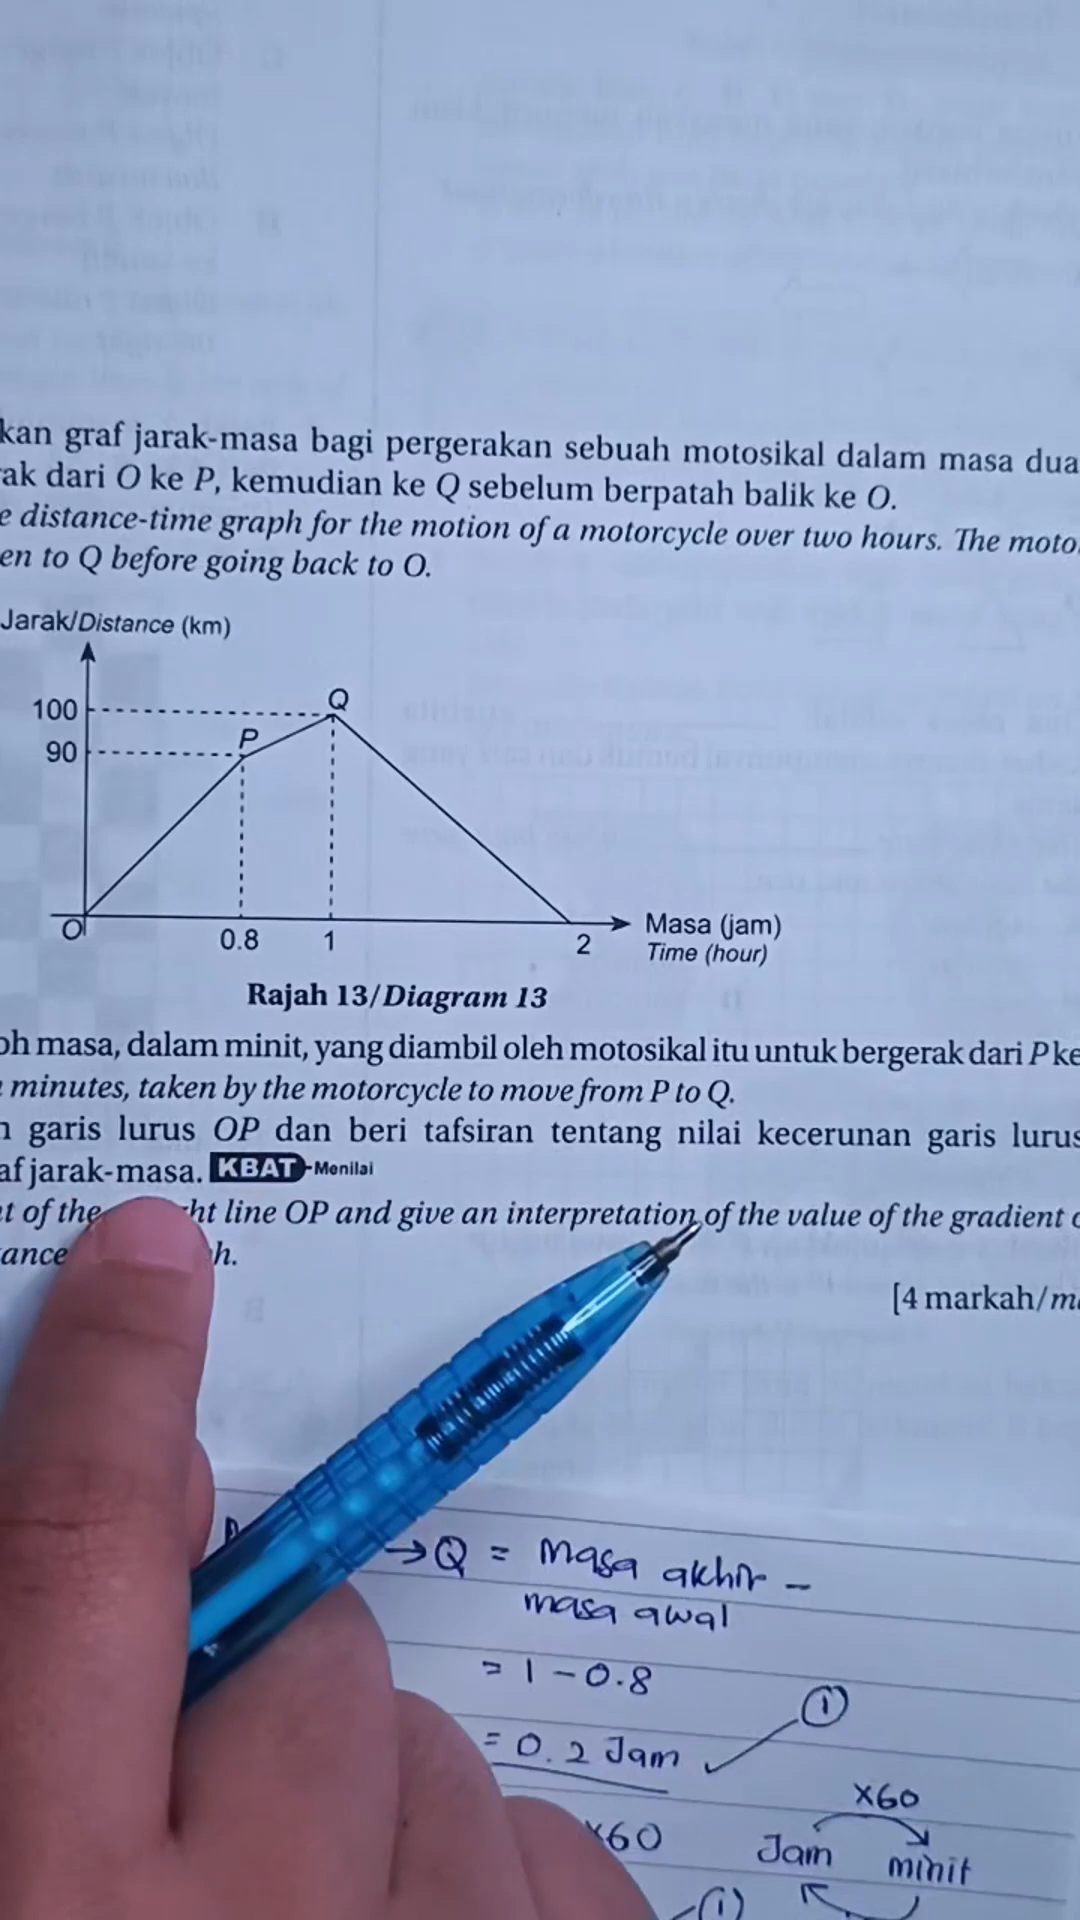 kan graf jarak-masa bagi pergerakan sebuah motosikal dalam masa dua
rak dari O ke P, kemudian ke Q sebelum berpatah balik ke O.
e distance-time graph for the motion of a motorcycle over two hours. The moto
en to Q before going back to O.
Jarak/Distance (km)
100
Q
90
P
O
0.8
1
2
Masa (jam)
Time (hour)
Rajah 13/Diagram 13
oh masa, dalam minit, yang diambil oleh motosikal itu untuk bergerak dari P ke
minutes, taken by the motorcycle to move from P to Q.
n garis lurus OP dan beri tafsiran tentang nilai kecerunan garis lurus
af jarak-masa. KBAT Menilai
t of the ht line OP and give an interpretation of the value of the gradient
tance h.
[4 markah/ma
→ Q = Masa akhir -
masa awal
= 1 - 0.8
= 0.2 Jam ✓ 1
×60
×60 Jam minit
1